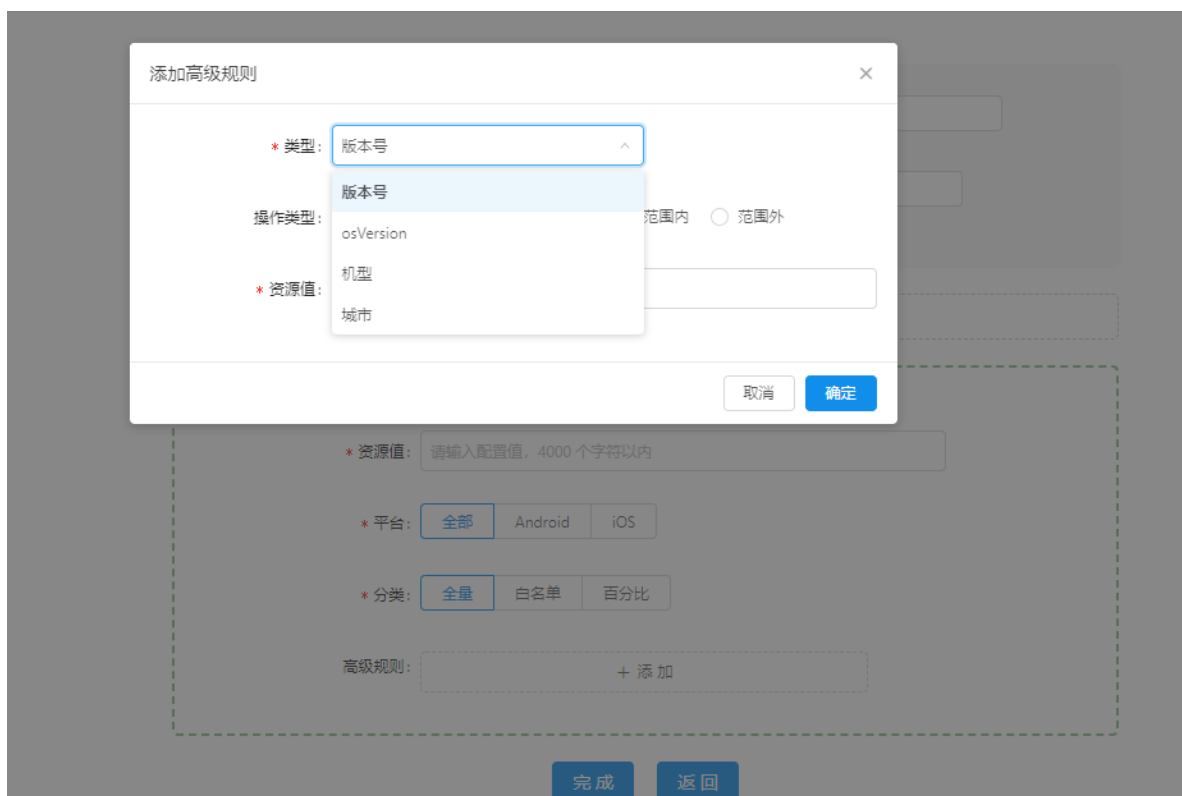 添加高级规则
* 类型: 版本号
版本号
操作类型: 范围内 范围外
osVersion
机型
* 资源值:
城市
取消 确定
* 资源值: 请输入配置值，4000 个字符以内
* 平台: 全部 Android iOS
* 分类: 全量 白名单 百分比
高级规则: + 添加
完成 返回